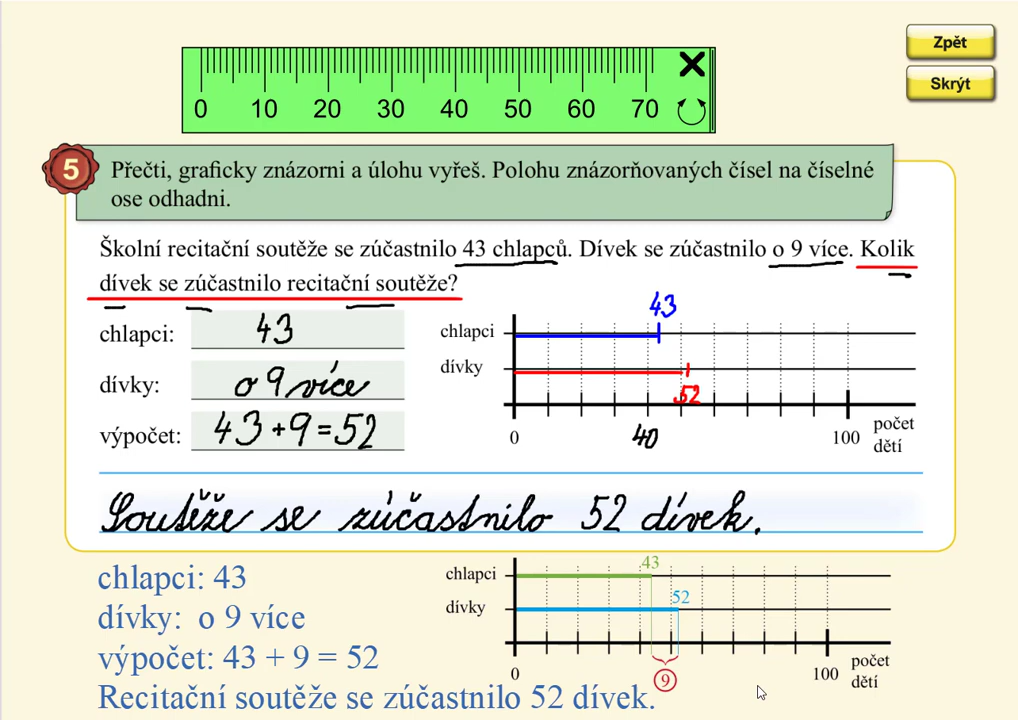 Zpět
Skrýt
0 10 20 30 40 50 60 70
5
Přečti, graficky znázorni a úlohu vyřeš. Polohu znázorňovaných čísel na číselné
ose odhadni.
Školní recitační soutěže se zúčastnilo 43 chlapců. Dívek se zúčastnilo o 9 více. Kolik
dívek se zúčastnilo recitační soutěže?
chlapci: 43
dívky: o 9 více
výpočet: 43+9=52
43
chlapci
dívky
52
0 40 100 počet
dětí
Soutěže se zúčastnilo 52 dívek.
chlapci: 43
dívky: o 9 více
výpočet: 43 + 9 = 52
Recitační soutěže se zúčastnilo 52 dívek.
43
chlapci
52
dívky
0 9 100 počet
dětí